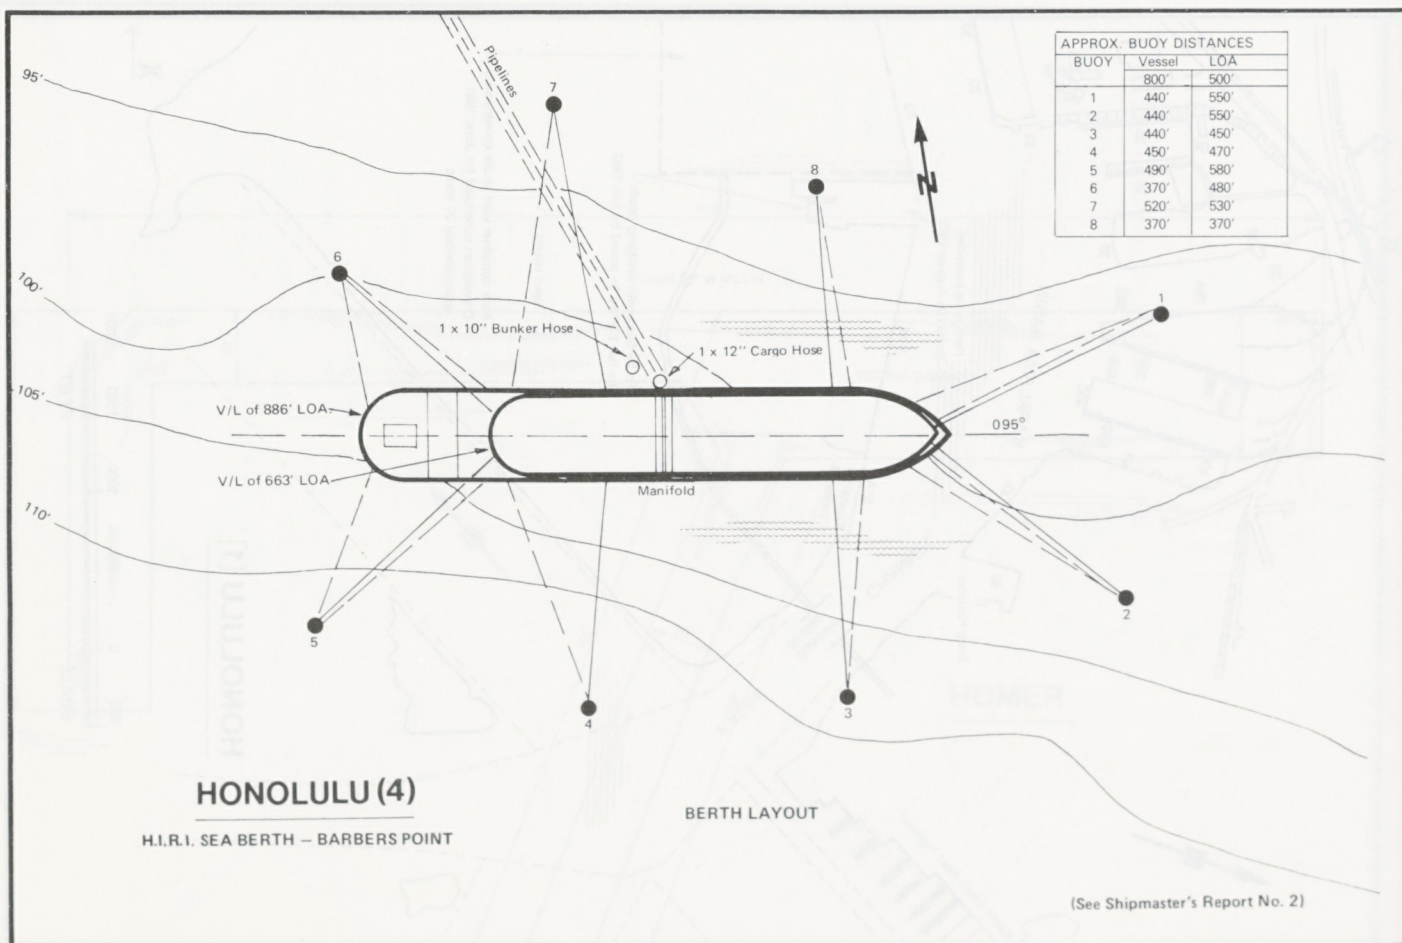 APPROX. BUOY DISTANCES
BUOY Vessel LOA
800' 500'
1 440' 550'
2 440' 550'
3 440' 450'
4 450' 470'
5 490' 580'
6 370' 480'
7 520' 530'
8 370' 370'
95'
Pipelines
7
8
N
6
100'
1
1 x 10'' Bunker Hose
1 x 12'' Cargo Hose
105'
V/L of 886' LOA
095°
V/L of 663' LOA
Manifold
110'
2
5
4
3
HONOLULU (4)
H.I.R.I. SEA BERTH – BARBERS POINT
BERTH LAYOUT
(See Shipmaster's Report No. 2)
HONOLULU (1)
HOMER